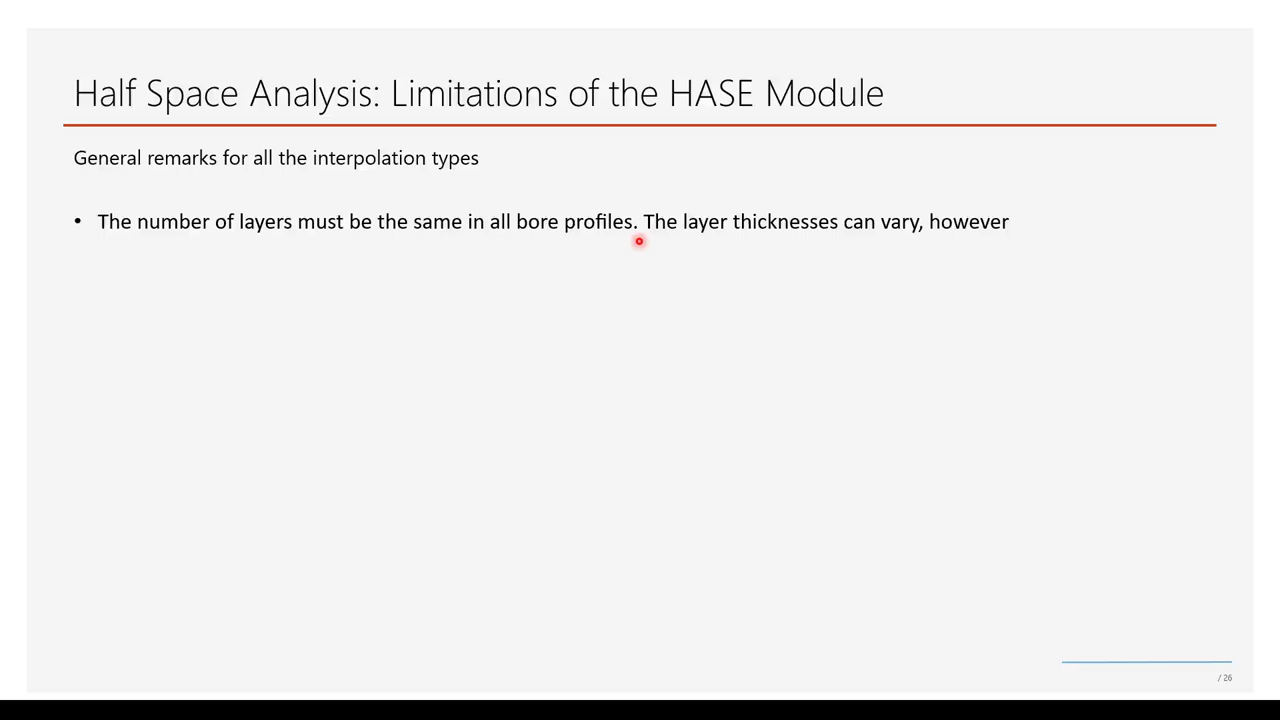 Half Space Analysis: Limitations of the HASE Module
General remarks for all the interpolation types
• The number of layers must be the same in all bore profiles. The layer thicknesses can vary, however
/ 26